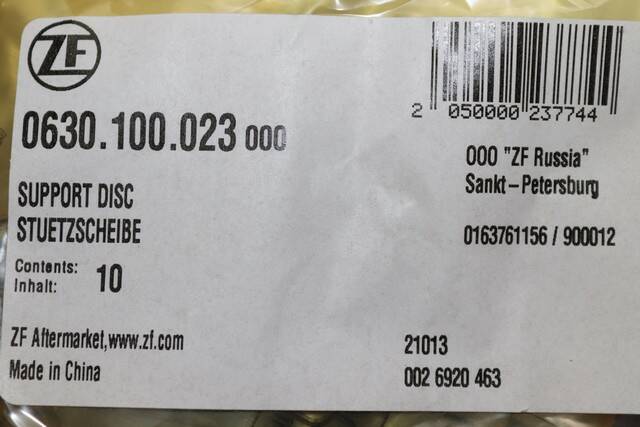 ZF
0630.100.023 000
SUPPORT DISC
STUETZSCHEIBE
Contents:
Inhalt: 10
ZF Aftermarket,www.zf.com
Made in China
2 050000 237744
OOO "ZF Russia"
Sankt-Petersburg
0163761156 / 900012
21013
002 6920 463